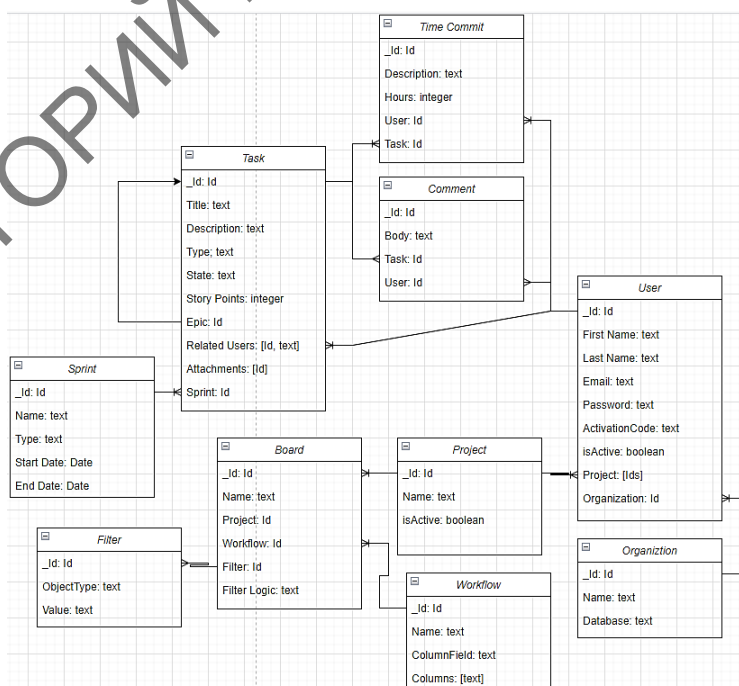 Time Commit
_Id: Id
Description: text
Hours: integer
User: Id
Task: Id
Task
_Id: Id
Title: text
Description: text
Type; text
State: text
Story Points: integer
Epic: Id
Related Users: [Id, text]
Attachments: [Id]
Sprint: Id
Comment
_Id: Id
Body: text
Task: Id
User: Id
User
_Id: Id
First Name: text
Last Name: text
Email: text
Password: text
ActivationCode: text
isActive: boolean
Project: [Ids]
Organization: Id
Sprint
_Id: Id
Name: text
Type: text
Start Date: Date
End Date: Date
Board
_Id: Id
Name: text
Project: Id
Workflow: Id
Filter: Id
Filter Logic: text
Project
_Id: Id
Name: text
isActive: boolean
Filter
_Id: Id
ObjectType: text
Value: text
Workflow
_Id: Id
Name: text
ColumnField: text
Columns: [text]
Organiztion
_Id: Id
Name: text
Database: text
ОРИЙ